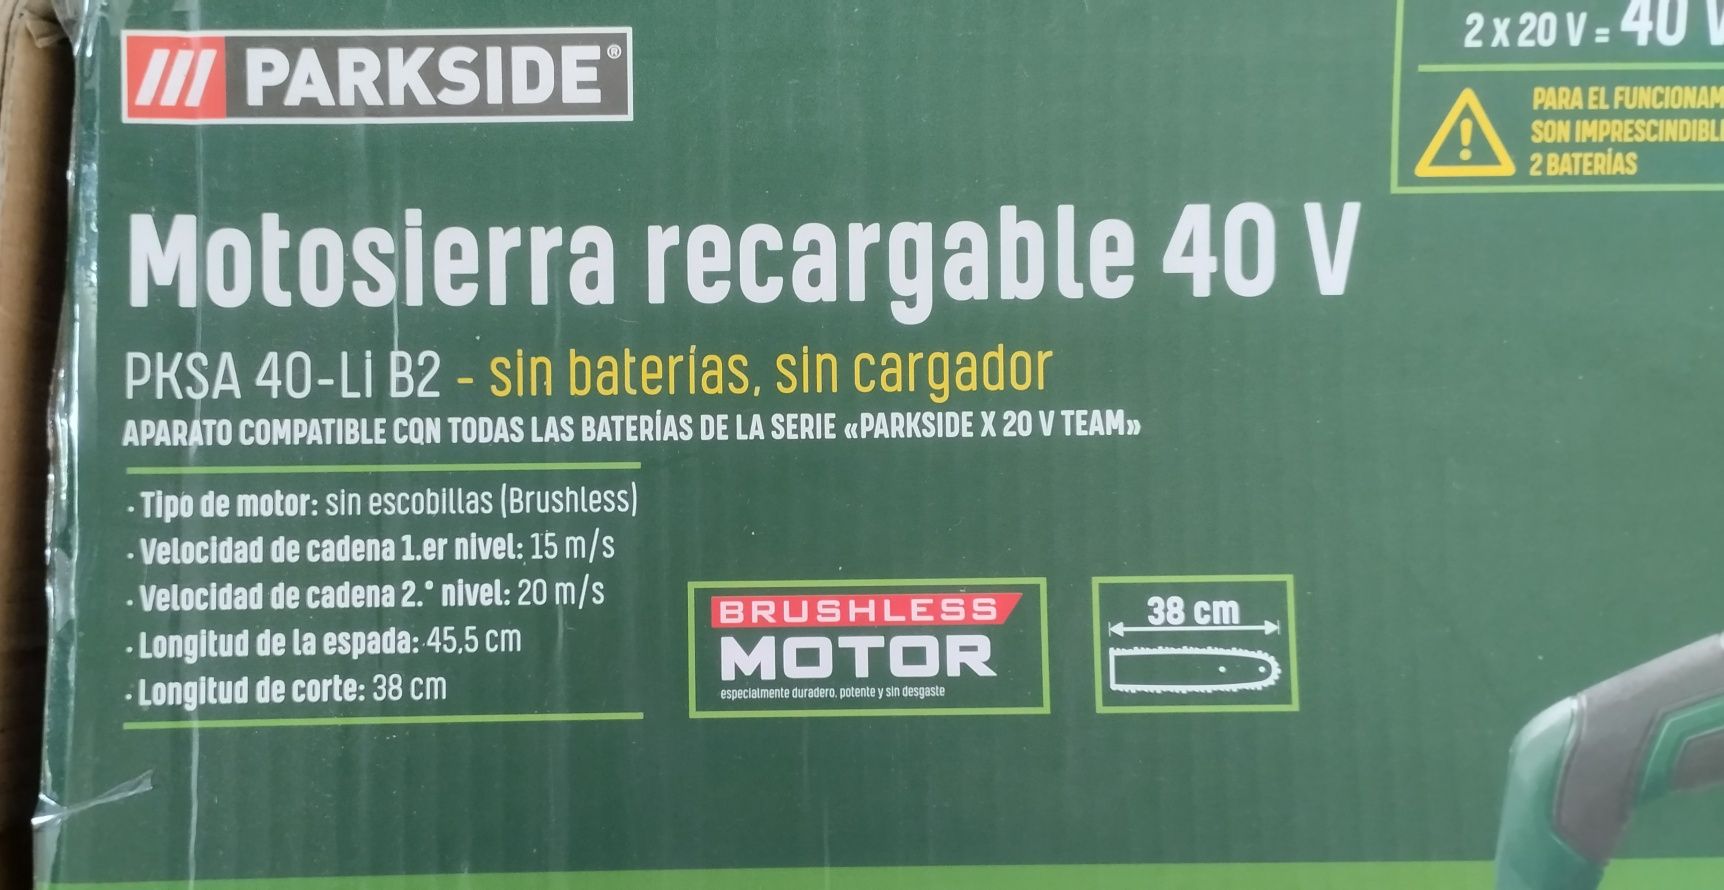 PARKSIDE®
2 x 20 V = 40 V
PARA EL
SON
2 BATERÍAS
Motosierra recargable 40 V
PKSA 40-Li B2 - sin baterías, sin cargador
APARATO COMPATIBLE CON TODAS LAS BATERÍAS DE LA SERIE «PARKSIDE X 20 V TEAM»
· Tipo de motor: sin escobillas (Brushless)
· Velocidad de cadena 1.er nivel: 15 m/s
· Velocidad de cadena 2.° nivel: 20 m/s
· Longitud de la espada: 45,5 cm
· Longitud de corte: 38 cm
BRUSHLESS
MOTOR
especialmente duradero, potente y sin desgaste
38 cm